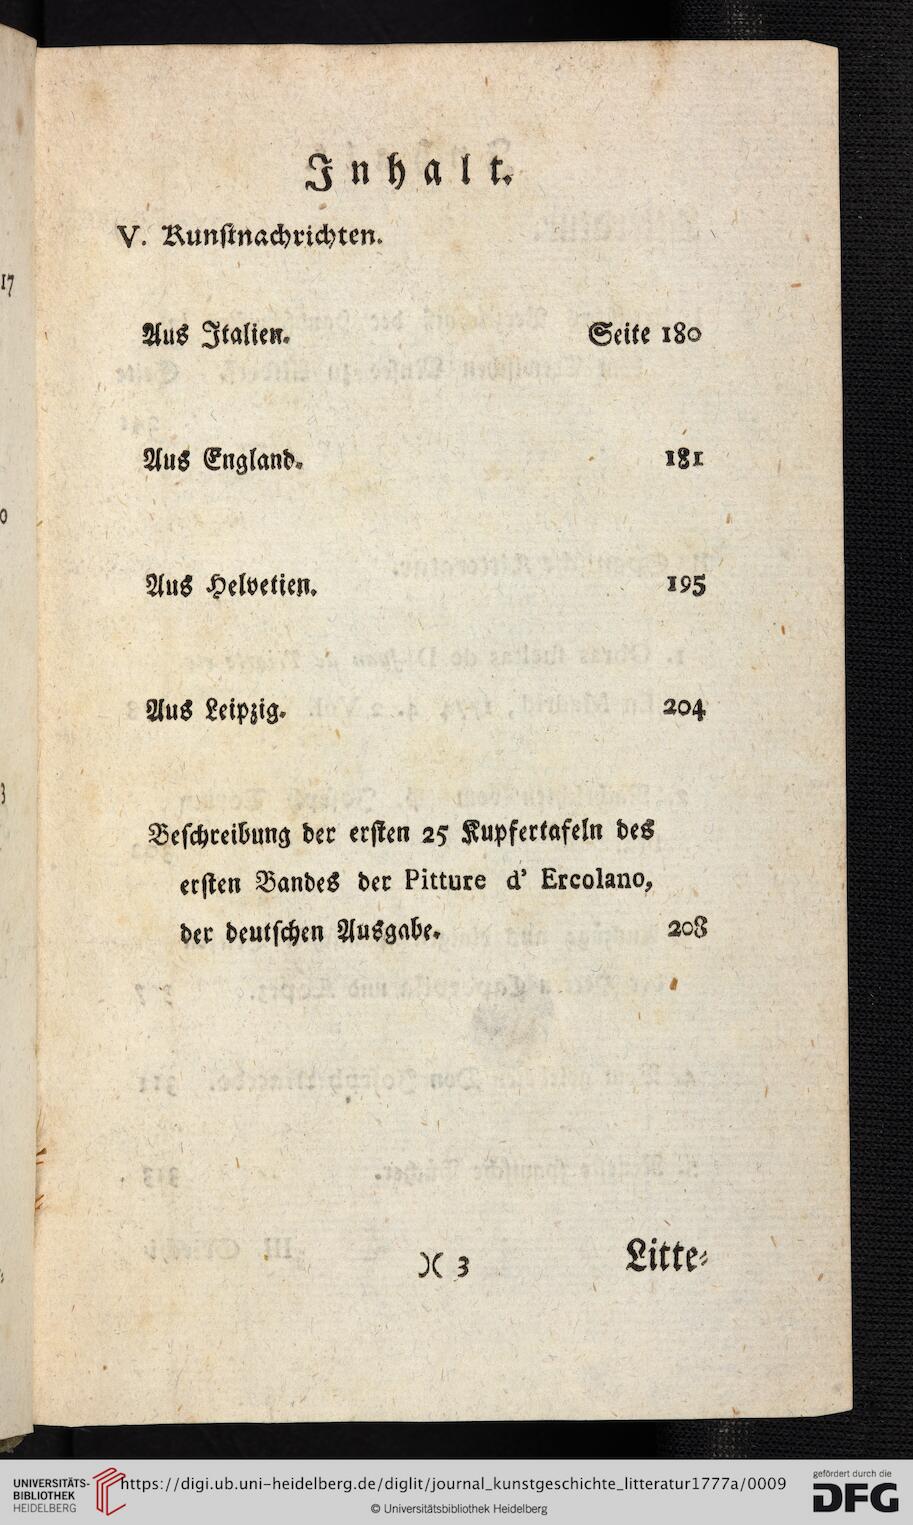 Inhalt.
V. Kunſtnachrichten.
Aus Italien. Seite 180
Aus England. 181
Aus Helvetien. 195
Aus Leipzig. 204
Beſchreibung der erſten 25 Kupfertafeln des
erſten Bandes der Pitture d' Ercolano,
der deutſchen Ausgabe. 208
)( 3 Litte⸗
17
UNIVERSITÄTS-
BIBLIOTHEK
HEIDELBERG
https://digi.ub.uni-heidelberg.de/diglit/journal_kunstgeschichte_litteratur1777a/0009
© Universitätsbibliothek Heidelberg
gefördert durch die
DFG